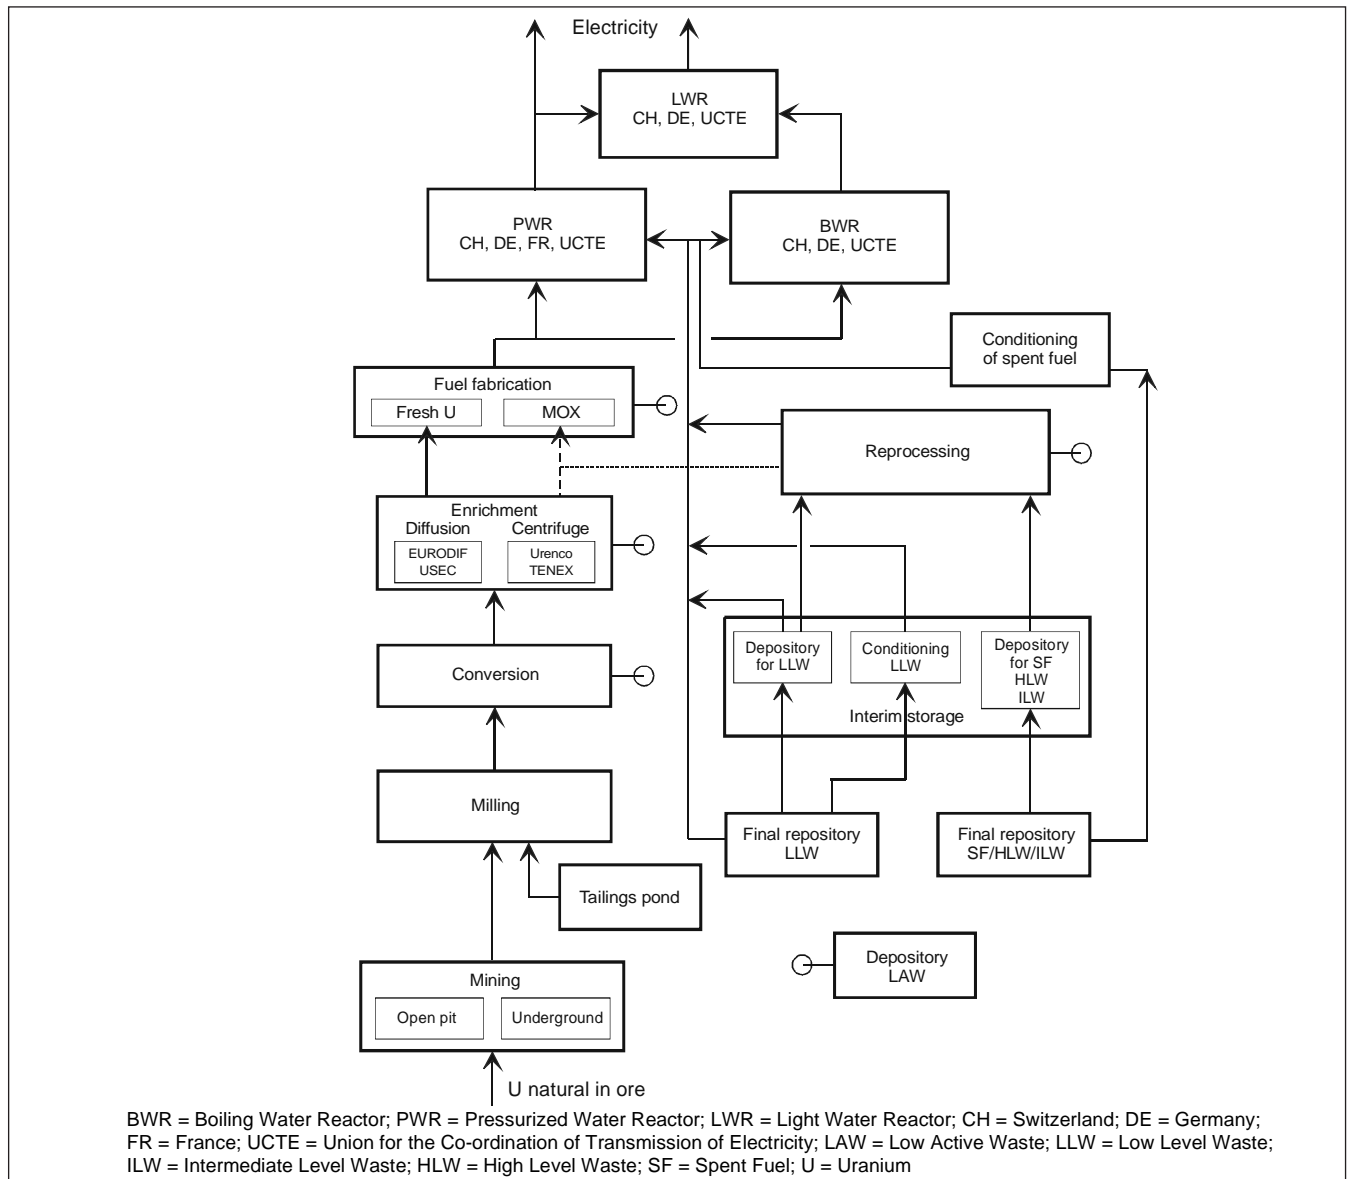 Electricity
LWR
CH, DE, UCTE
PWR
CH, DE, FR, UCTE
BWR
CH, DE, UCTE
Conditioning
of spent fuel
Fuel fabrication
Fresh U
MOX
Reprocessing
Enrichment
Diffusion
Centrifuge
EURODIF
USEC
Urenco
TENEX
Depository
for LLW
Conditioning
LLW
Depository
for SF
HLW
ILW
Interim storage
Conversion
Milling
Final repository
LLW
Final repository
SF/HLW/ILW
Tailings pond
Depository
LAW
Mining
Open pit
Underground
U natural in ore
BWR = Boiling Water Reactor; PWR = Pressurized Water Reactor; LWR = Light Water Reactor; CH = Switzerland; DE = Germany;
FR = France; UCTE = Union for the Co-ordination of Transmission of Electricity; LAW = Low Active Waste; LLW = Low Level Waste;
ILW = Intermediate Level Waste; HLW = High Level Waste; SF = Spent Fuel; U = Uranium